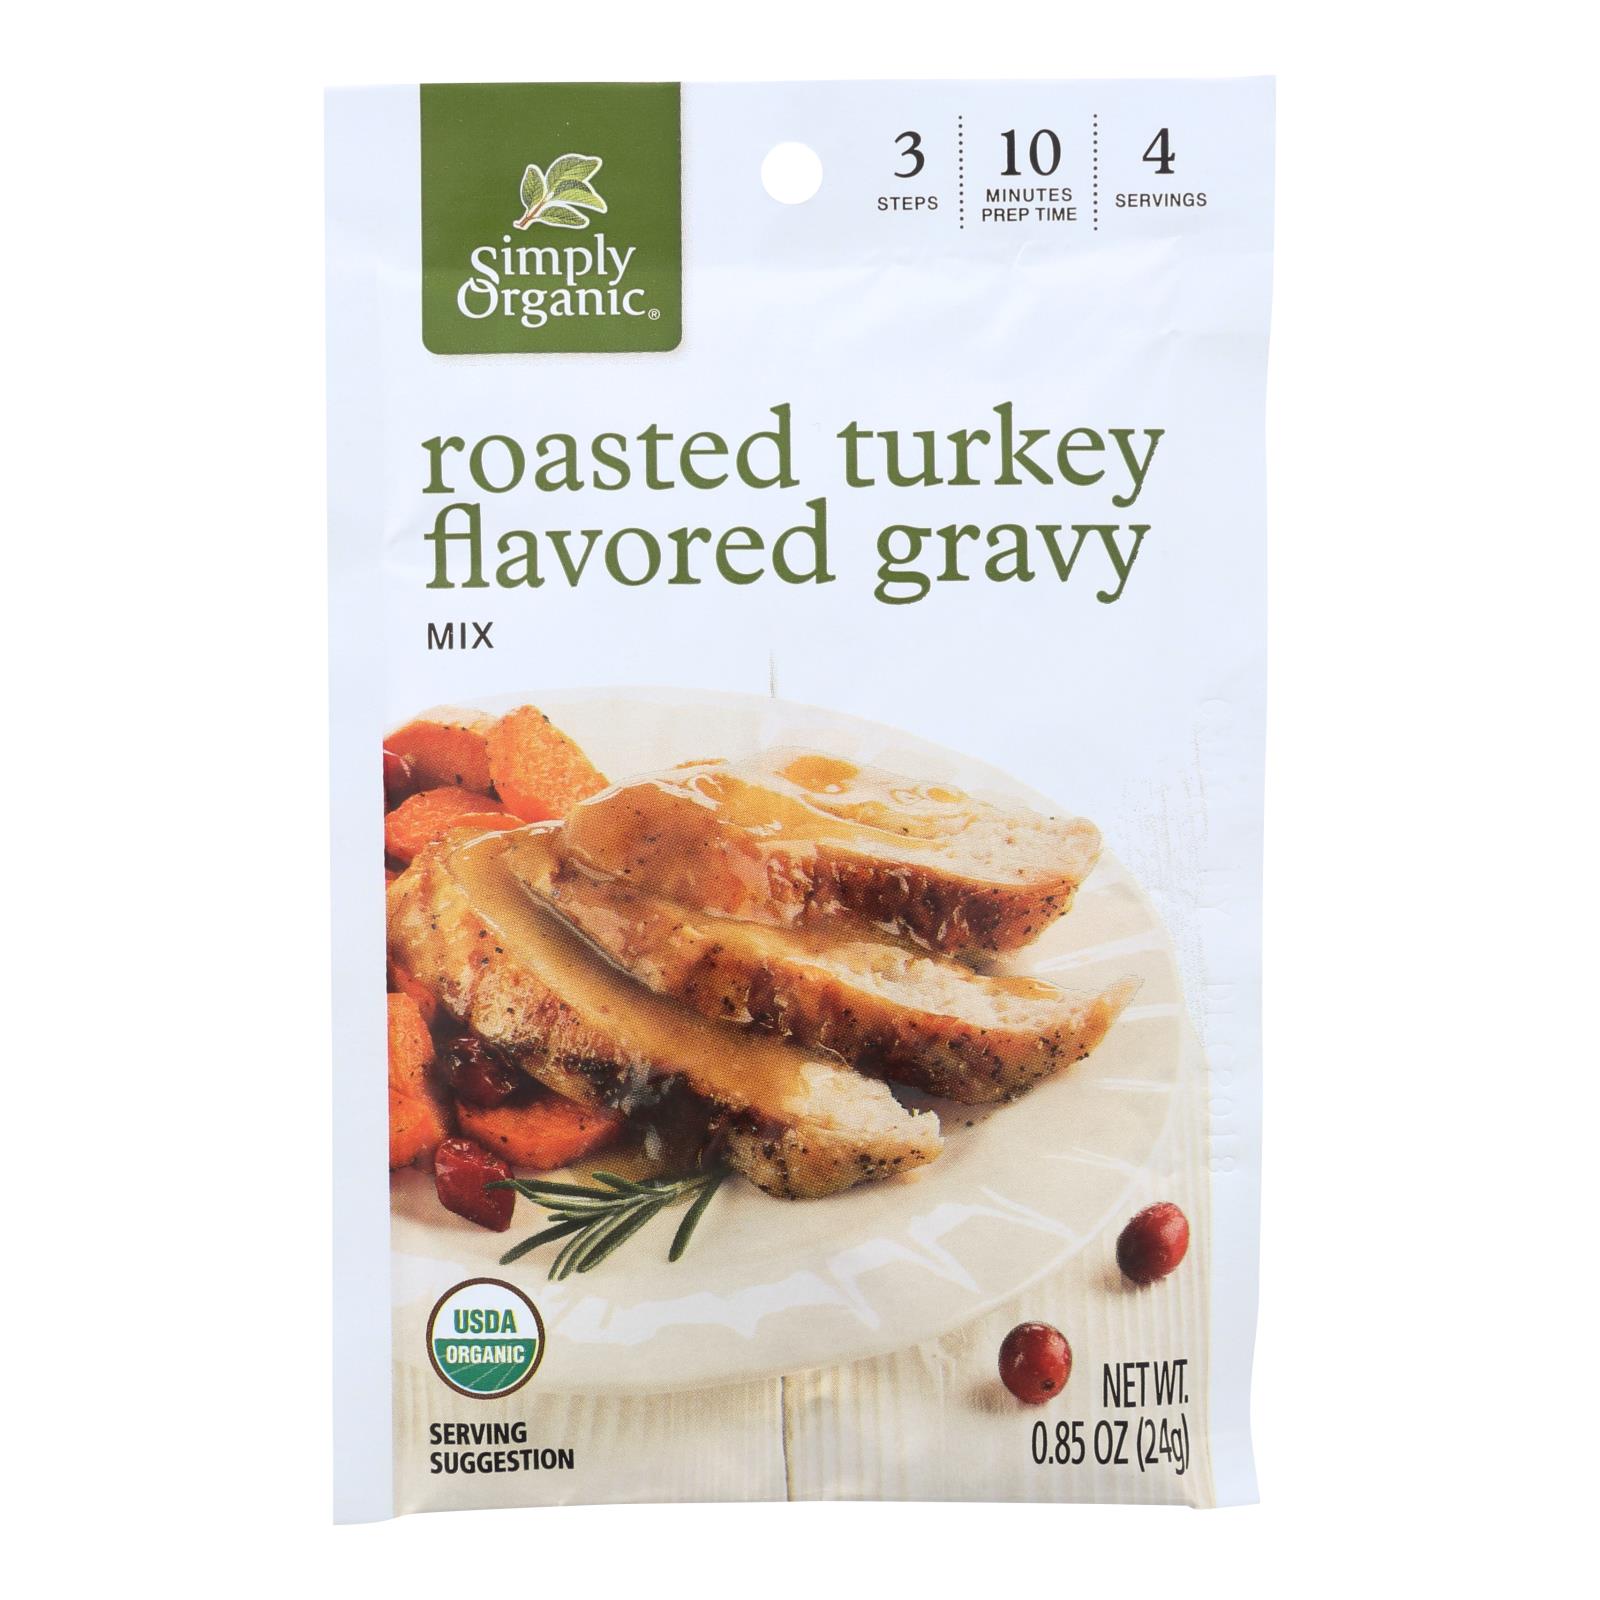 Simply
Organic®
3
STEPS
10
MINUTES
PREP TIME
4
SERVINGS
roasted turkey
flavored gravy
MIX
USDA
ORGANIC
SERVING
SUGGESTION
NET WT.
0.85 OZ (24g)